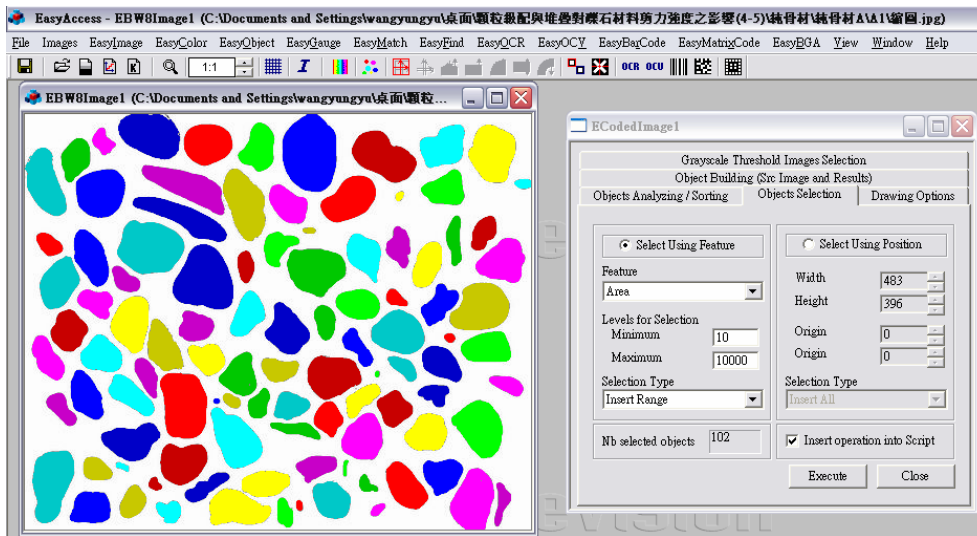 EasyAccess - EBW8Image1 (C:\Documents and Settings\wangyungyu\桌面\顆粒級配與堆疊對礫石材料剪力強度之影響(4-5)\純骨材\純骨材A\A1\縮圖.jpg)
File Images EasyImage EasyColor EasyObject EasyGauge EasyMatch EasyFind EasyOCR EasyOCV EasyBarCode EasyMatrixCode EasyBGA View Window Help
1:1 I OCR OCV
EBW8Image1 (C:\Documents and Settings\wangyungyu\桌面\顆粒...
ECodedImage1
Grayscale Threshold Images Selection
Object Building (Src Image and Results)
Objects Analyzing / Sorting Objects Selection Drawing Options
Select Using Feature Select Using Position
Feature
Area
Width 483
Height 396
Levels for Selection
Minimum 10
Maximum 10000
Origin 0
Origin 0
Selection Type Selection Type
Insert Range Insert All
Nb selected objects 102 Insert operation into Script
Execute Close
evision